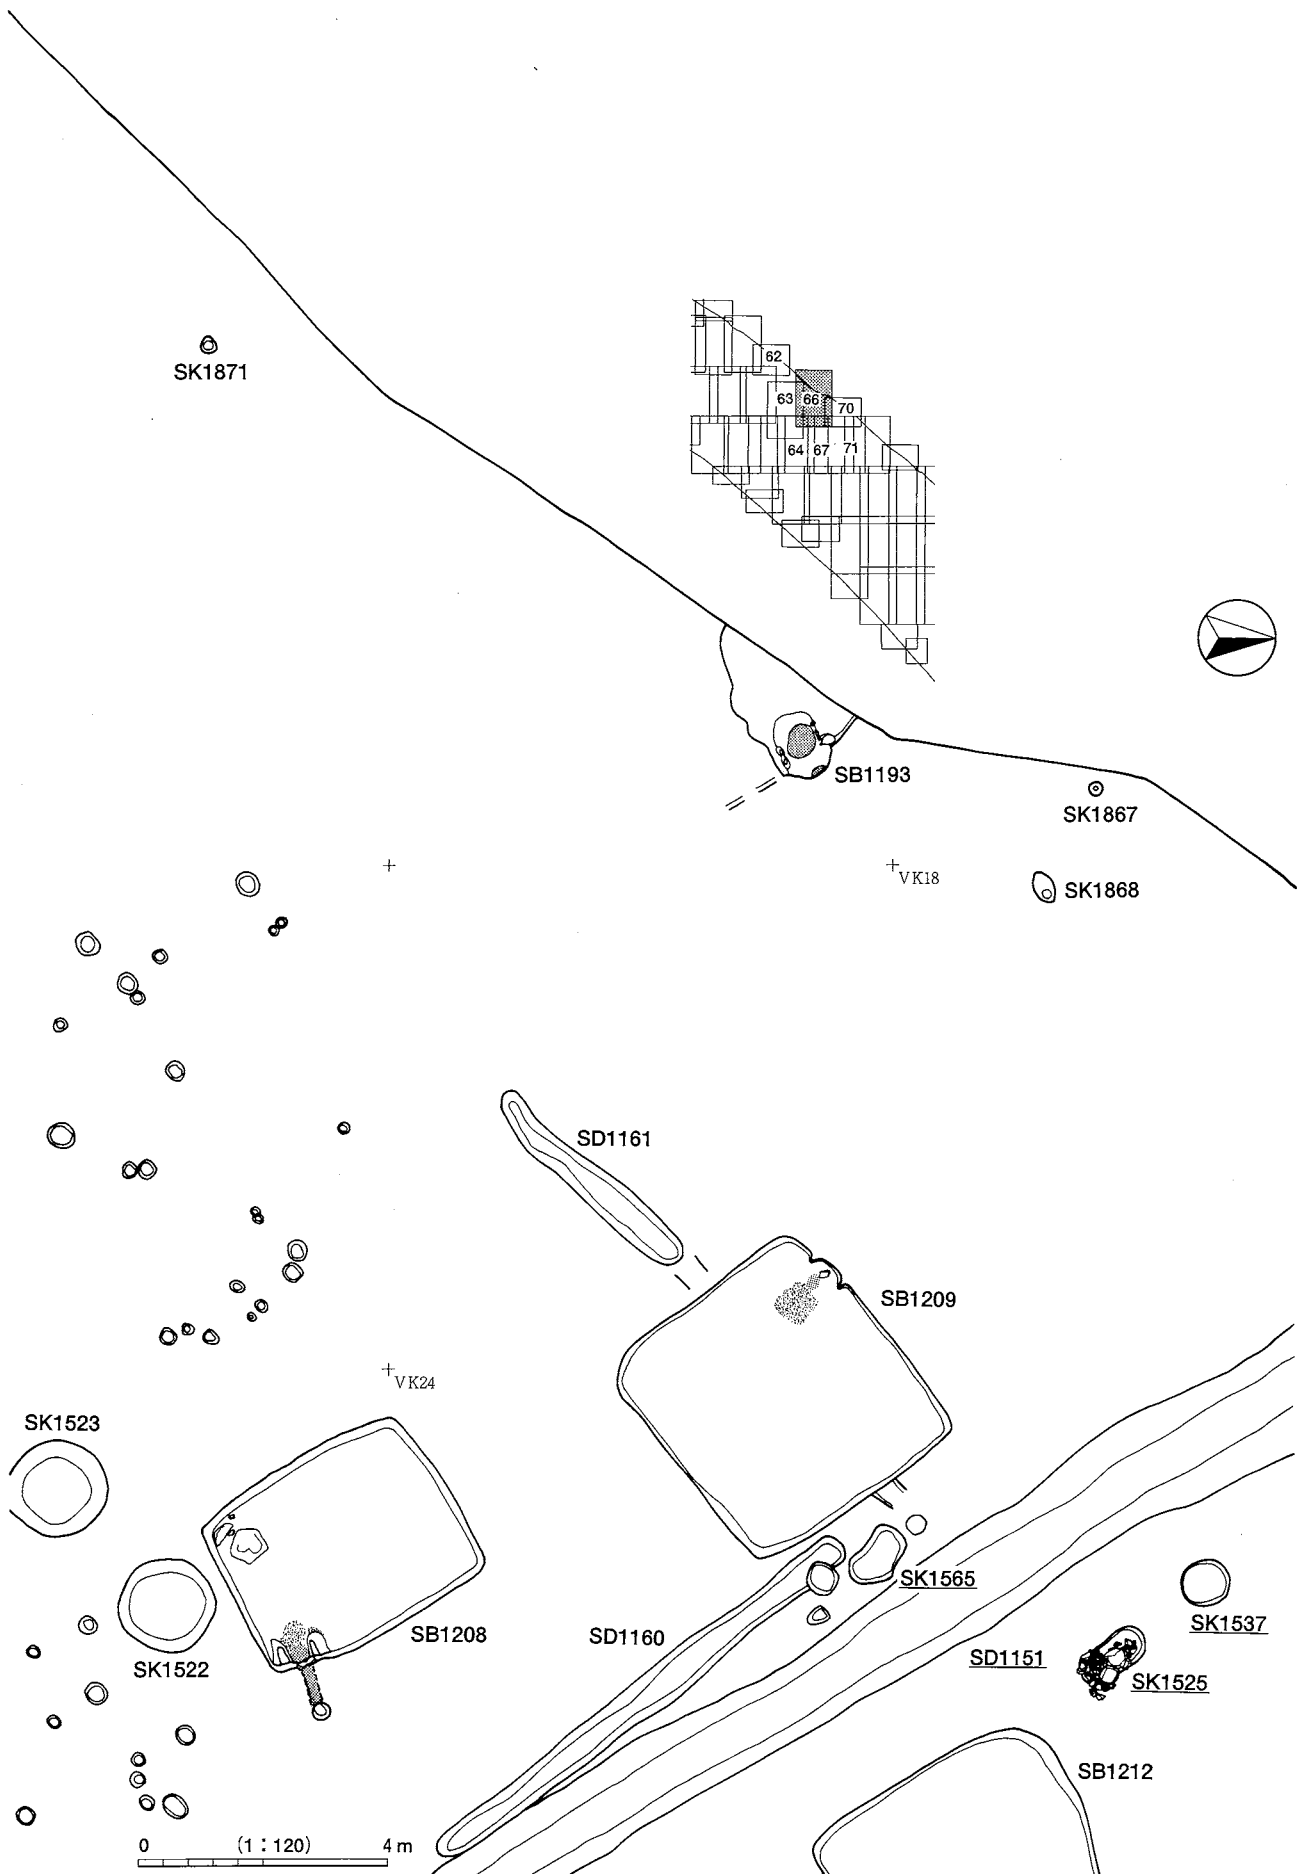 SK1871
62
63 66
70
64 67 71
SB1193
SK1867
VK18
SK1868
SD1161
SB1209
VK24
SK1523
SK1565
SB1208
SK1537
SD1160
SK1522
SD1151
SK1525
SB1212
0 (1：120) 4 m